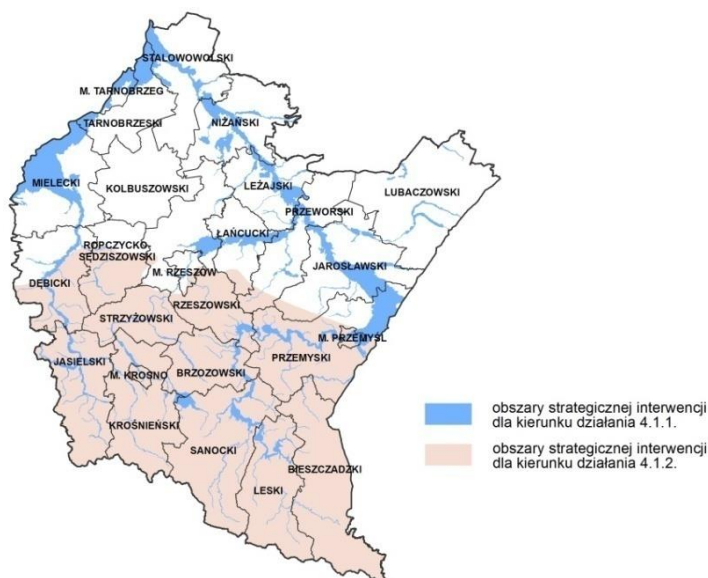 STALOWOWOLSKI
M. TARNOBRZEG
TARNOBRZESKI
NIŻAŃSKI
MIELECKI
KOLBUSZOWSKI
LEŻAJSKI
LUBACZOWSKI
PRZEWORSKI
ŁAŃCUCKI
ROPCZYCKO-
SĘDZISZOWSKI
M. RZESZÓW
JAROSŁAWSKI
DĘBICKI
RZESZOWSKI
STRZYŻOWSKI
M. PRZEMYŚL
JASIELSKI
PRZEMYSKI
M. KROSNO
BRZOZOWSKI
KROŚNIEŃSKI
SANOCKI
BIESZCZADZKI
LESKI
obszary strategicznej interwencji
dla kierunku działania 4.1.1.
obszary strategicznej interwencji
dla kierunku działania 4.1.2.